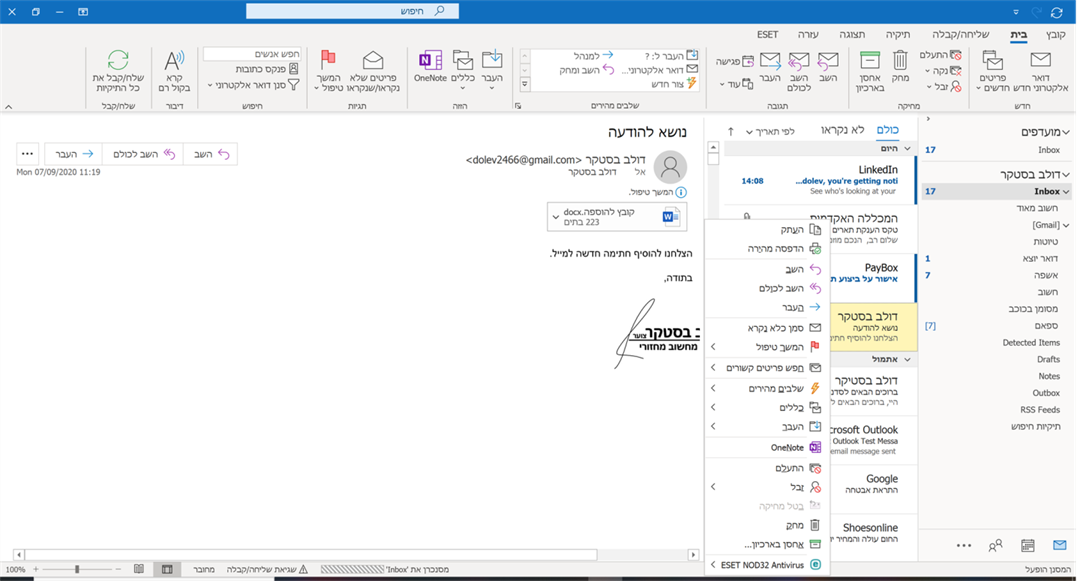 חיפוש
קובץ
בית
שליחה/קבלה
תיקיה
תצוגה
עזרה
ESET
דואר
אלקטרוני חדש
פריטים
חדשים
חדש
התעלם
נקה
זבל
מחק
אחסן
בארכיון
מחיקה
השב
השב
לכולם
העבר
פגישה
עוד
תגובה
העבר ל: ?
דואר אלקטרוני...
צור חדש
למנהל
השב ומחק
שלבים מהירים
העבר
כללים
OneNote
הזזה
פריטים שלא
נקראו/שנקראו
המשך
טיפול
תגיות
חפש אנשים
פנקס כתובות
סנן דואר אלקטרוני
חיפוש
קרא
בקול רם
דיבור
שלח/קבל את
כל התיקיות
שלח/קבל
מועדפים
Inbox 17
דולב בסטקר
Inbox 17
חשוב מאוד
[Gmail]
טיוטות
דואר יוצא 1
אשפה 7
חשוב
מסומן בכוכב
ספאם [7]
Detected Items
Drafts
Notes
Outbox
RSS Feeds
תיקיות חיפוש
כולם
לא נקראו
לפי תאריך
היום
LinkedIn
dolev, you're getting noti...
14:08
See who's looking at your
המכללה האקדמית
טקס הענקת תארים
שלום רב, הנכם מוזמ
PayBox
אישור על ביצוע ת
דולב בסטקר
נושא להודעה
הצלחנו להוסיף חתימה
אתמול
דולב בסטיקר
ברוכים הבאים לסדנ
היי, ברוכים הבאים ל
crosoft Outlook
Outlook Test Messa
email message sent
Google
התראת אבטחה
Shoesonline
החום עולה והמחיר יו
העתק
הדפסה מהירה
השב
השב לכולם
העבר
סמן כלא נקרא
המשך טיפול
חפש פריטים קשורים
שלבים מהירים
כללים
העבר
OneNote
התעלם
זבל
בטל מחיקה
מחק
אחסן בארכיון...
ESET NOD32 Antivirus
נושא להודעה
דולב בסטקר <dolev2466@gmail.com>
אל דולב בסטקר
השב
השב לכולם
העבר
Mon 07/09/2020 11:19
המשך טיפול.
קובץ להוספה.docx
223 בתים
הצלחנו להוסיף חתימה חדשה למייל.
בתודה,
בסטקר צוער
מחשוב מחזורי
המסנן הופעל
מסנכרן את 'Inbox'
שגיאת שליחה/קבלה
מחובר
100%